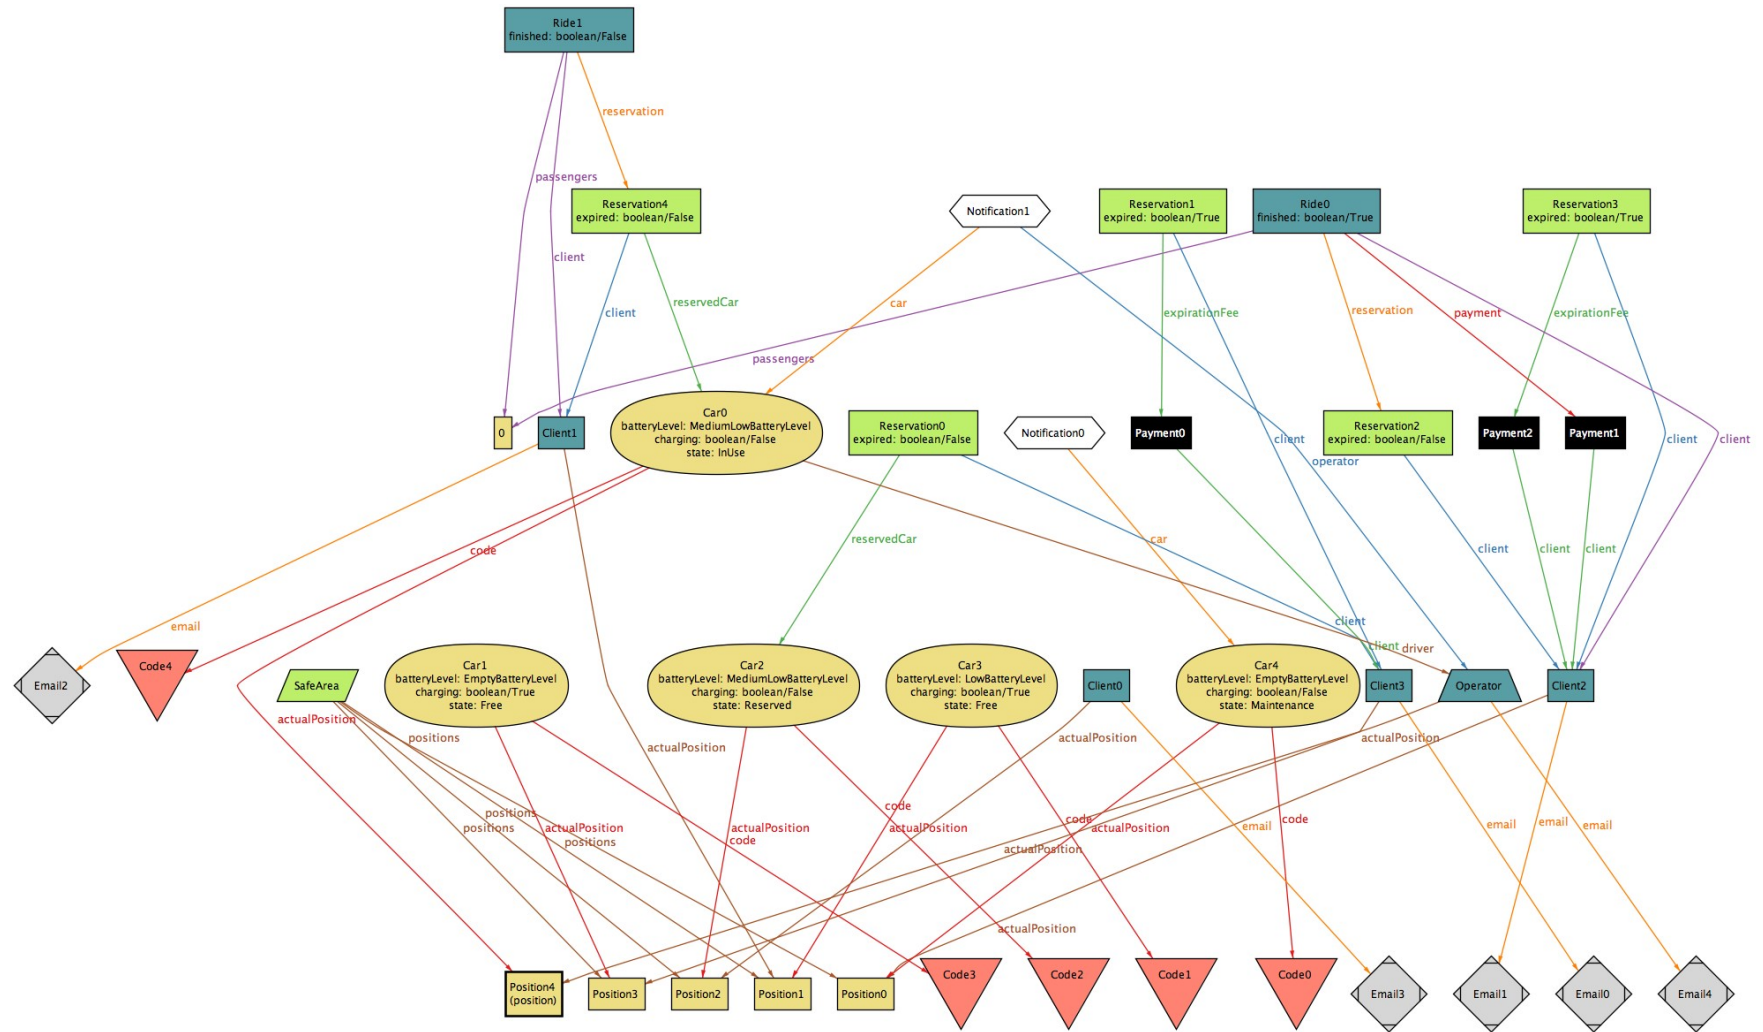 Ride1
finished: boolean/False
reservation
passengers
Reservation4
expired: boolean/False
Notification1
Reservation1
expired: boolean/True
Ride0
finished: boolean/True
Reservation3
expired: boolean/True
client
client
reservedCar
car
expirationFee
reservation
payment
expirationFee
passengers
0
Client1
Car0
batteryLevel: MediumLowBatteryLevel
charging: boolean/False
state: InUse
Reservation0
expired: boolean/False
Notification0
Payment0
Reservation2
expired: boolean/False
Payment2
Payment1
client
operator
client
client
code
reservedCar
car
client
client
client
email
client
client
driver
Email2
Code4
SafeArea
Car1
batteryLevel: EmptyBatteryLevel
charging: boolean/True
state: Free
Car2
batteryLevel: MediumLowBatteryLevel
charging: boolean/False
state: Reserved
Car3
batteryLevel: LowBatteryLevel
charging: boolean/True
state: Free
Client0
Car4
batteryLevel: EmptyBatteryLevel
charging: boolean/False
state: Maintenance
Client3
Operator
Client2
actualPosition
positions
actualPosition
actualPosition
actualPosition
positions
positions
positions
actualPosition
code
actualPosition
code
actualPosition
code
actualPosition
email
code
email
email
email
actualPosition
actualPosition
Position4
(position)
Position3
Position2
Position1
Position0
Code3
Code2
Code1
Code0
Email3
Email1
Email0
Email4